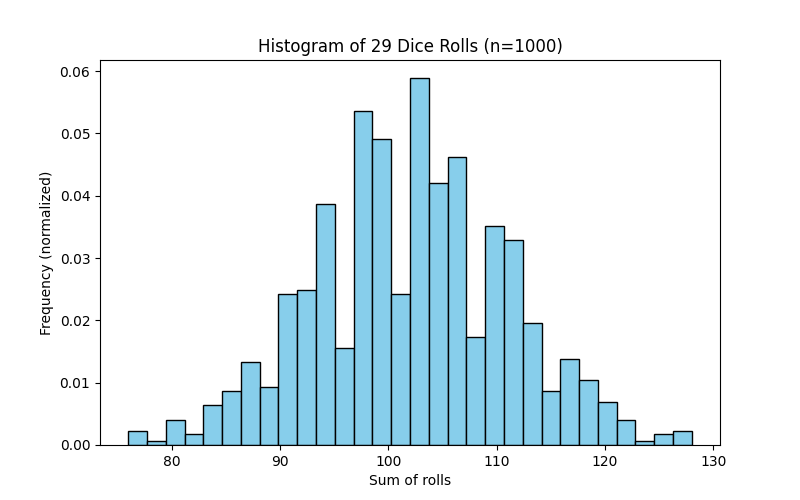 Histogram of 29 Dice Rolls (n=1000)
Frequency (normalized)
0.06
0.05
0.04
0.03
0.02
0.01
0.00
80 90 100 110 120 130
Sum of rolls